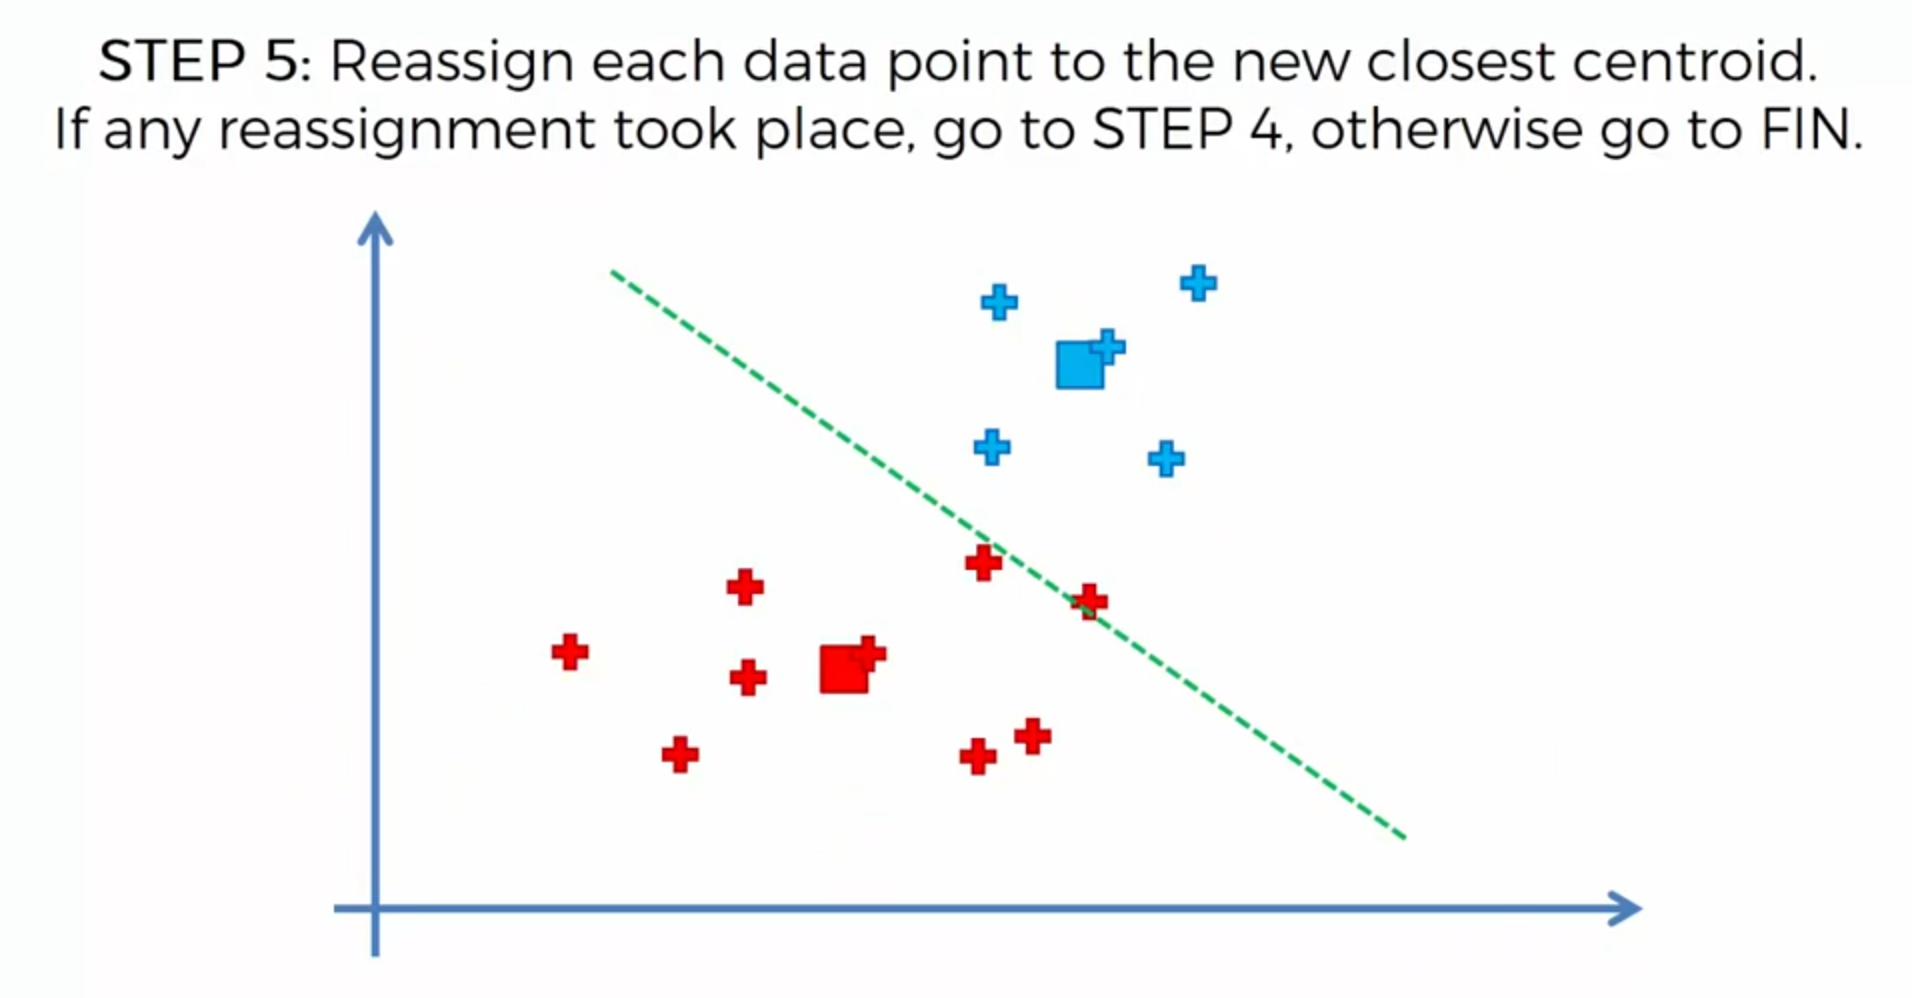 STEP 5: Reassign each data point to the new closest centroid.
If any reassignment took place, go to STEP 4, otherwise go to FIN.